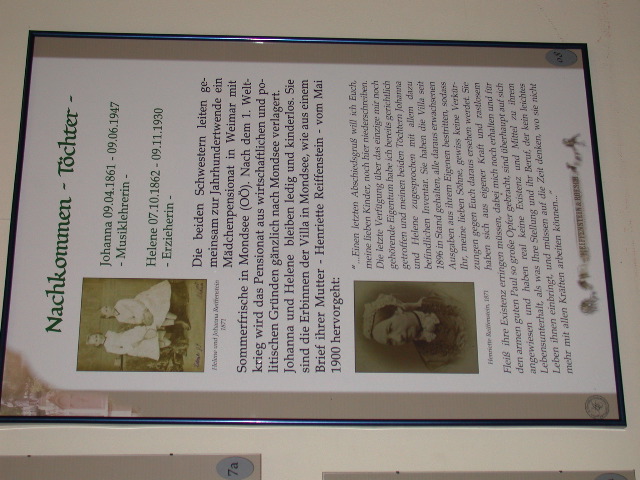 Nachkommen - Töchter -
Johanna 09.04.1861 - 09.06.1947
- Musiklehrerin -
Helene 07.10.1862 - 09.11.1930
- Erzieherin -
Helene und Johanna Reiffenstein
1871
Die beiden Schwestern leiten ge-
meinsam zur Jahrhundertwende ein
Mädchenpensionat in Weimar mit
Sommerfrische in Mondsee (OÖ). Nach dem 1. Welt-
krieg wird das Pensionat aus wirtschaftlichen und po-
litischen Gründen gänzlich nach Mondsee verlagert.
Johanna und Helene bleiben ledig und kinderlos. Sie
sind die Erbinnen der Villa in Mondsee, wie aus einem
Brief ihrer Mutter - Henriette Reiffenstein - vom Mai
1900 hervorgeht:
Henriette Reiffenstein, 1871
"...Einen letzten Abschiedsgruß will ich Euch,
meine lieben Kinder, noch hier niederschreiben.
Die letzte Verfügung über das einzige mir noch
gehörende Eigentum habe ich bereits gerichtlich
getroffen und meinen beiden Töchtern Johanna
und Helene zugesprochen mit allem dazu
befindlichen Inventar. Sie haben die Villa seit
1896 in Stand gehalten, alle daraus erwachsenen
Ausgaben aus ihrem Eigenen bestritten, sodass
Ihr, meine lieben Söhne, gewiss keine Verkür-
zungen gegen Euch daraus ersehen werdet. Sie
haben sich aus eigener Kraft und rastlosem
Fleiß ihre Existenz erringen müssen, dabei mich noch erhalten und für
den armen guten Paul so große Opfer gebracht, sind überhaupt auf sich
angewiesen und haben real keine Existenz und Mittel zu ihrem
Lebensunterhalt, als was Ihre Stellung und ihr Beruf, der kein leichtes
Leben ihnen einbringt, und müssen auf die Zeit denken, wo sie nicht
mehr mit allen Kräften arbeiten können..."
7a